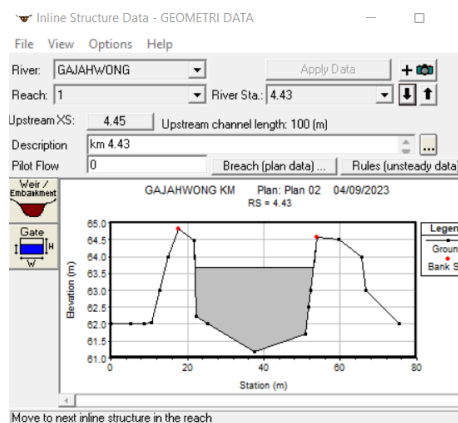 Inline Structure Data - GEOMETRI DATA
File View Options Help
River: GAJAHWONG Apply Data
Reach: 1 River Sta.: 4.43
Upstream XS: 4.45 Upstream channel length: 100 (m)
Description km 4.43 ...
Pilot Flow 0 Breach (plan data) ... Rules (unsteady data)
Weir / Embankment
Gate
H
W
GAJAHWONG KM Plan: Plan 02 04/09/2023
RS = 4.43
65.0
64.5
64.0
63.5
63.0
62.5
62.0
61.5
61.0
Elevation (m)
0 20 40 60 80
Station (m)
Legen
Groun
Bank S
Move to next inline structure in the reach